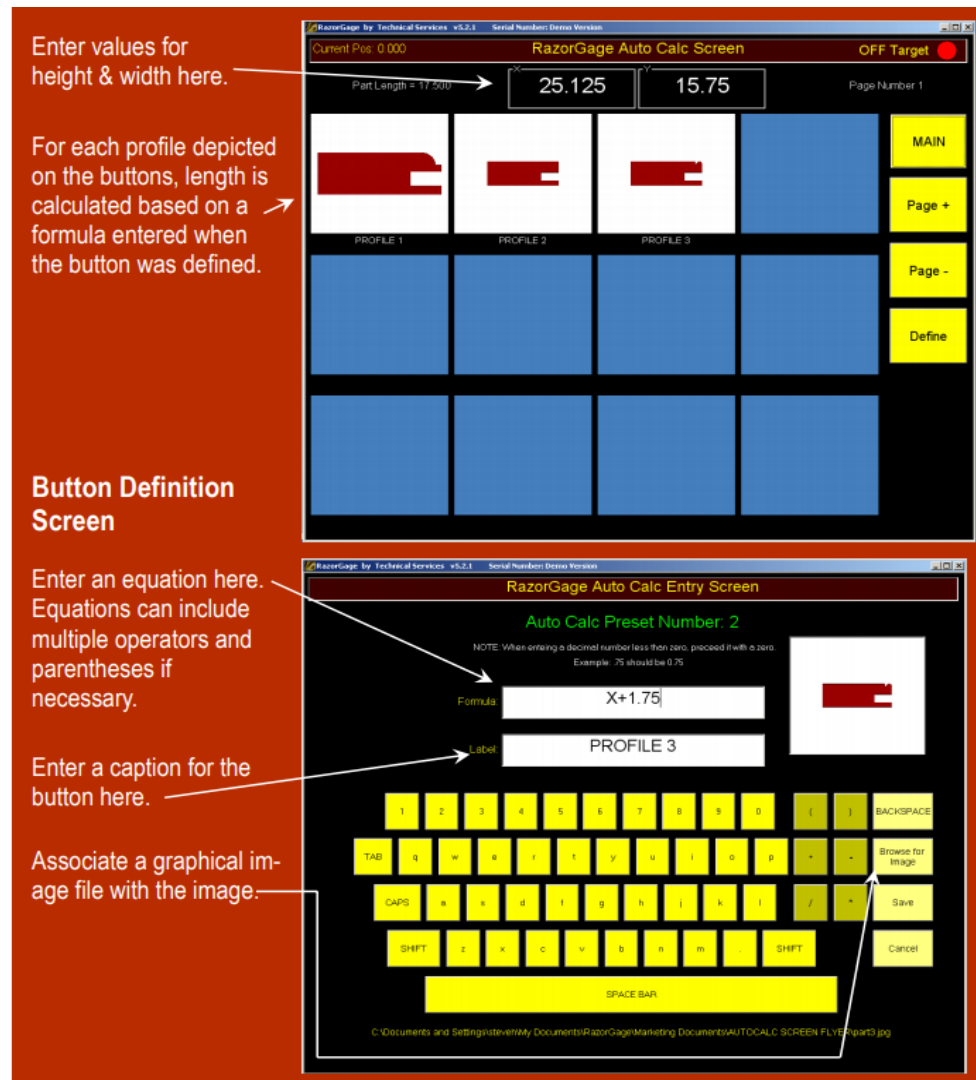 Enter values for
height & width here.
For each profile depicted
on the buttons, length is
calculated based on a
formula entered when
the button was defined.
RazorGage by Technical Services v5.2.1 Serial Number: Demo Version
Current Pos: 0.000
RazorGage Auto Calc Screen
OFF Target
Part Length = 17.500
X
25.125
Y
15.75
Page Number 1
MAIN
Page +
Page -
Define
PROFILE 1
PROFILE 2
PROFILE 3
Button Definition
Screen
Enter an equation here.
Equations can include
multiple operators and
parentheses if
necessary.
Enter a caption for the
button here.
Associate a graphical im-
age file with the image.
RazorGage by Technical Services v5.2.1 Serial Number: Demo Version
RazorGage Auto Calc Entry Screen
Auto Calc Preset Number: 2
NOTE: When enteing a decimal number less than zero, preceed it with a zero.
Example: .75 should be 0.75
Formula: X+1.75
Label: PROFILE 3
1 2 3 4 5 6 7 8 9 0 ( ) BACKSPACE
TAB q w e r t y u i o p + - Browse for
Image
CAPS a s d f g h j k l / * Save
SHIFT z x c v b n m . SHIFT Cancel
SPACE BAR
C:\Documents and Settings\steven\My Documents\RazorGage\Marketing Documents\AUTOCALC SCREEN FLYER\part3.jpg